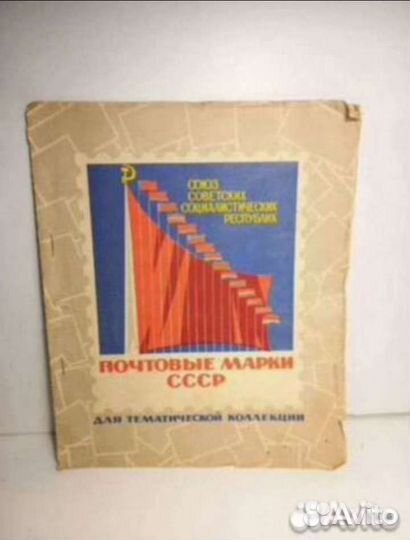 СОЮЗ
СОВЕТСКИХ
СОЦИАЛИСТИЧЕСКИХ
РЕСПУБЛИК
ПОЧТОВЫЕ МАРКИ
СССР
ДЛЯ ТЕМАТИЧЕСКОЙ КОЛЛЕКЦИИ
Avito